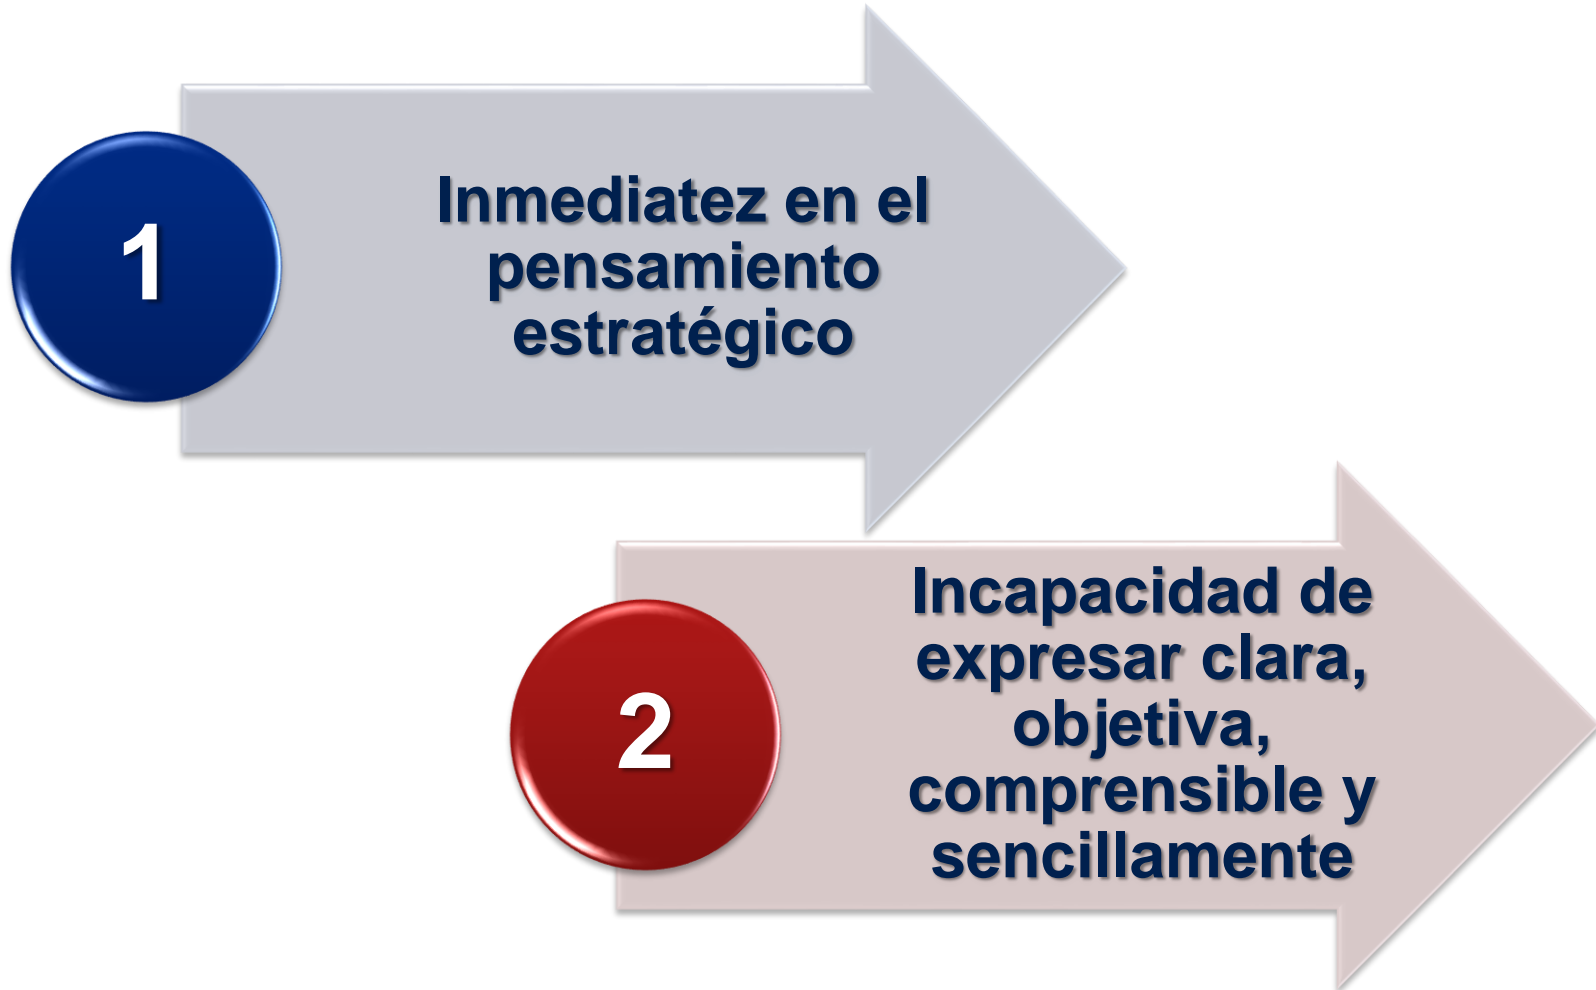 1
Inmediatez en el
pensamiento
estratégico
2
Incapacidad de
expresar clara,
objetiva,
comprensible y
sencillamente